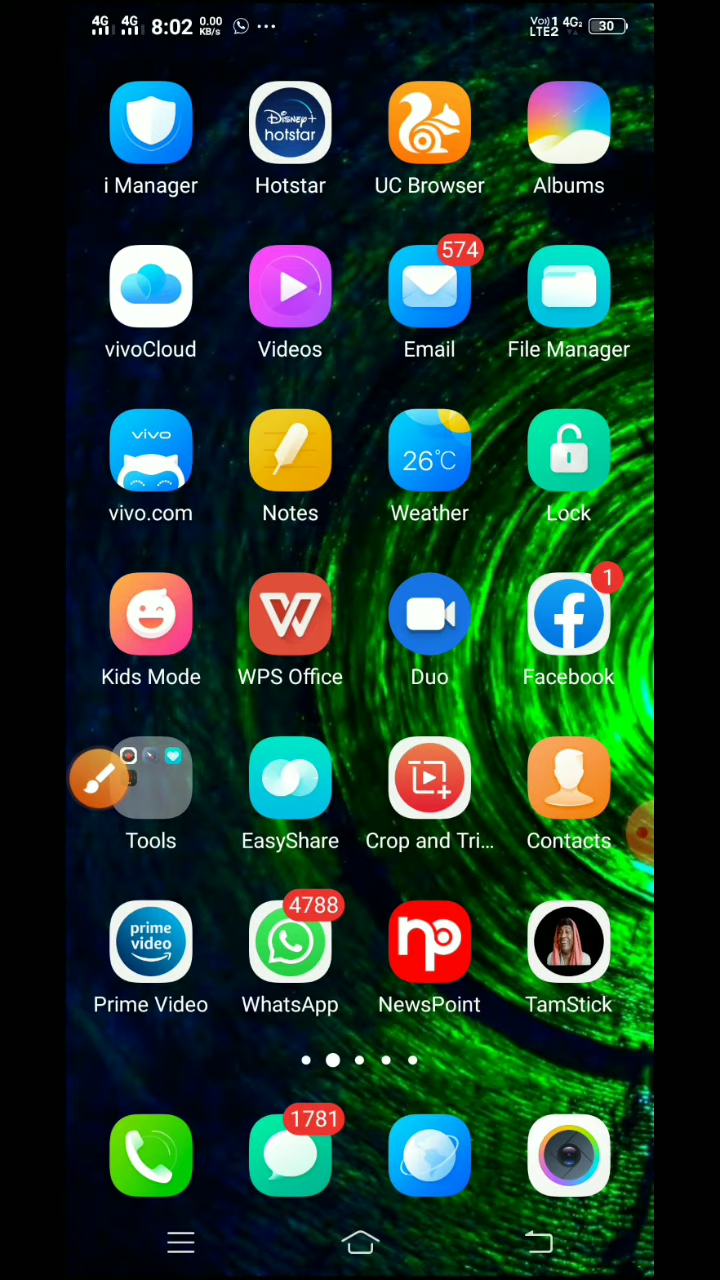 4G 4G 8:02 0.00 KB/s ... Vo) 1 LTE2 4G2 30
Disney+ hotstar
i Manager Hotstar UC Browser Albums
574
vivoCloud Videos Email File Manager
vivo 26°C
vivo.com Notes Weather Lock
1
W f
Kids Mode WPS Office Duo Facebook
Tools EasyShare Crop and Tri... Contacts
4788
prime video np
Prime Video WhatsApp NewsPoint TamStick
1781